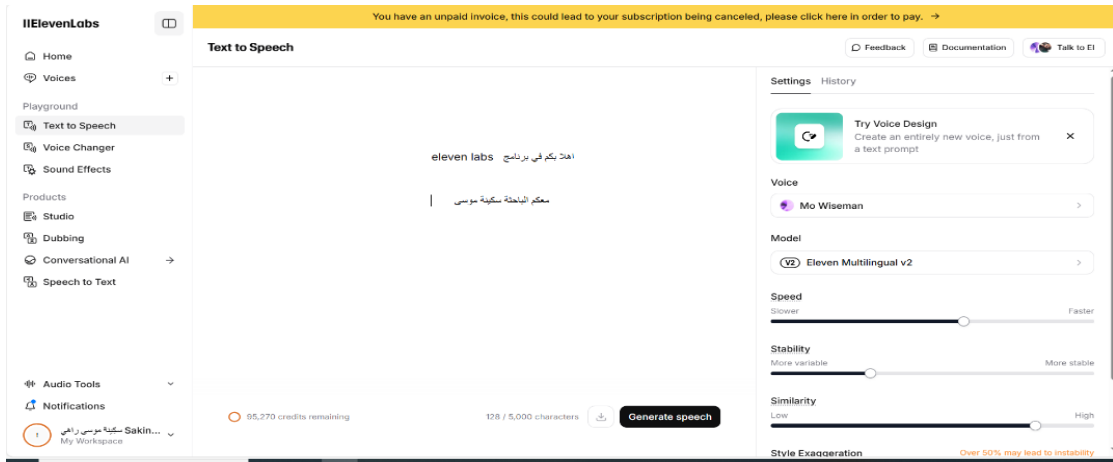 IIElevenLabs
You have an unpaid invoice, this could lead to your subscription being canceled, please click here in order to pay. →
Home
Voices
+
Playground
Text to Speech
Voice Changer
Sound Effects
Products
Studio
Dubbing
Conversational AI →
Speech to Text
Audio Tools
Notifications
Sakin... سكينة موسى راهي
My Workspace
Text to Speech
Feedback
Documentation
Talk to El
اهلا بكم في برنامج eleven labs
معكم الباحثة سكينة موسى
95,270 credits remaining
128 / 5,000 characters
Generate speech
Settings History
Try Voice Design
Create an entirely new voice, just from
a text prompt
Voice
Mo Wiseman
Model
V2 Eleven Multilingual v2
Speed
Slower Faster
Stability
More variable More stable
Similarity
Low High
Style Exaggeration Over 50% may lead to instability